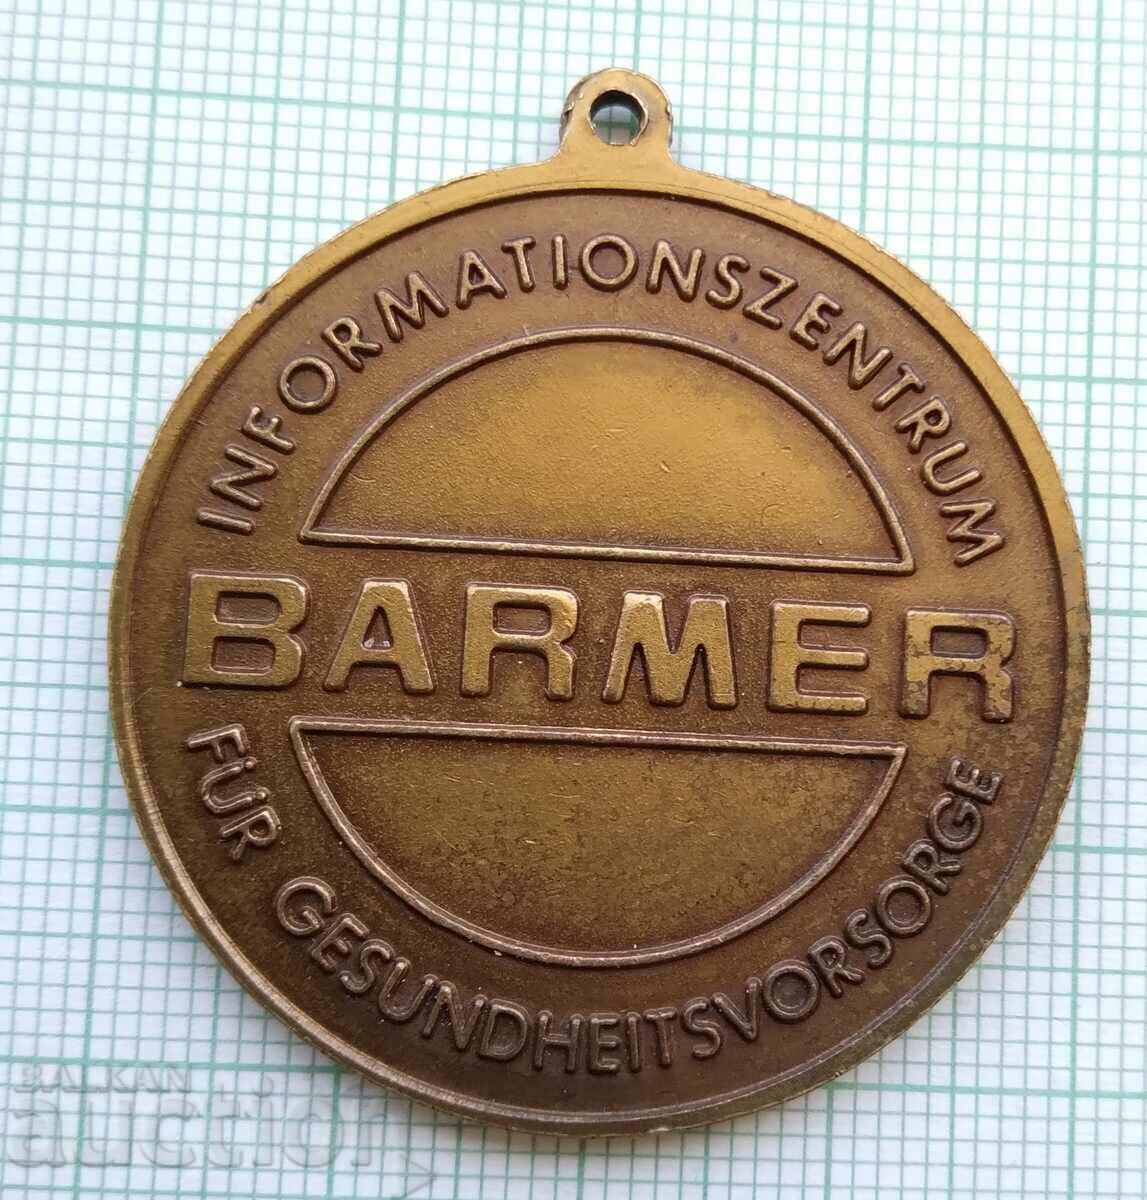 INFORMATIONSZENTRUM
BARMER
FÜR GESUNDHEITSVORSORGE
BALKAN
auction